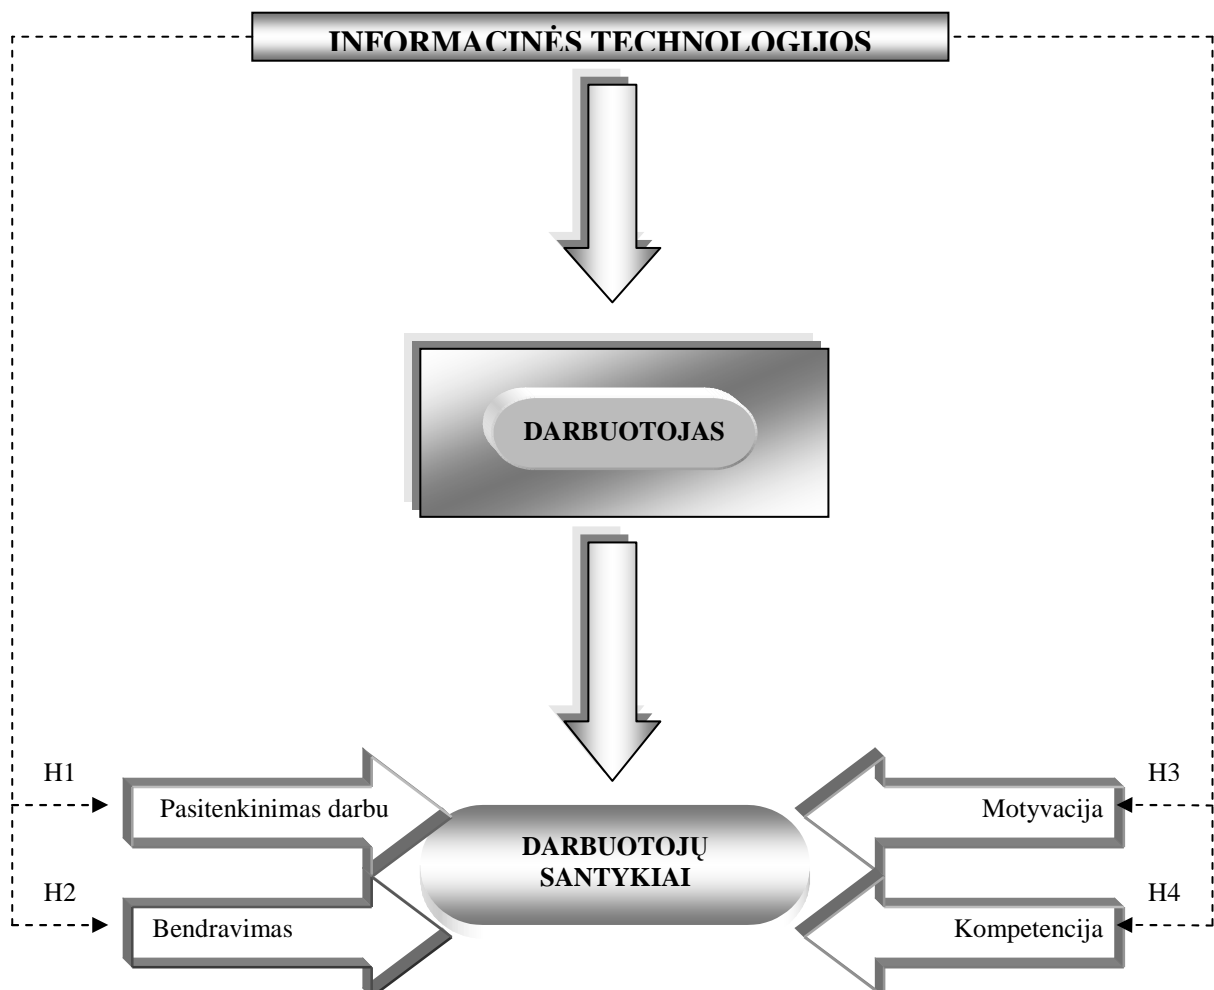 INFORMACINĖS TECHNOLOGIJOS
DARBUOTOJAS
H1
Pasitenkinimas darbu
H2
Bendravimas
DARBUOTOJŲ
SANTYKIAI
H3
Motyvacija
H4
Kompetencija